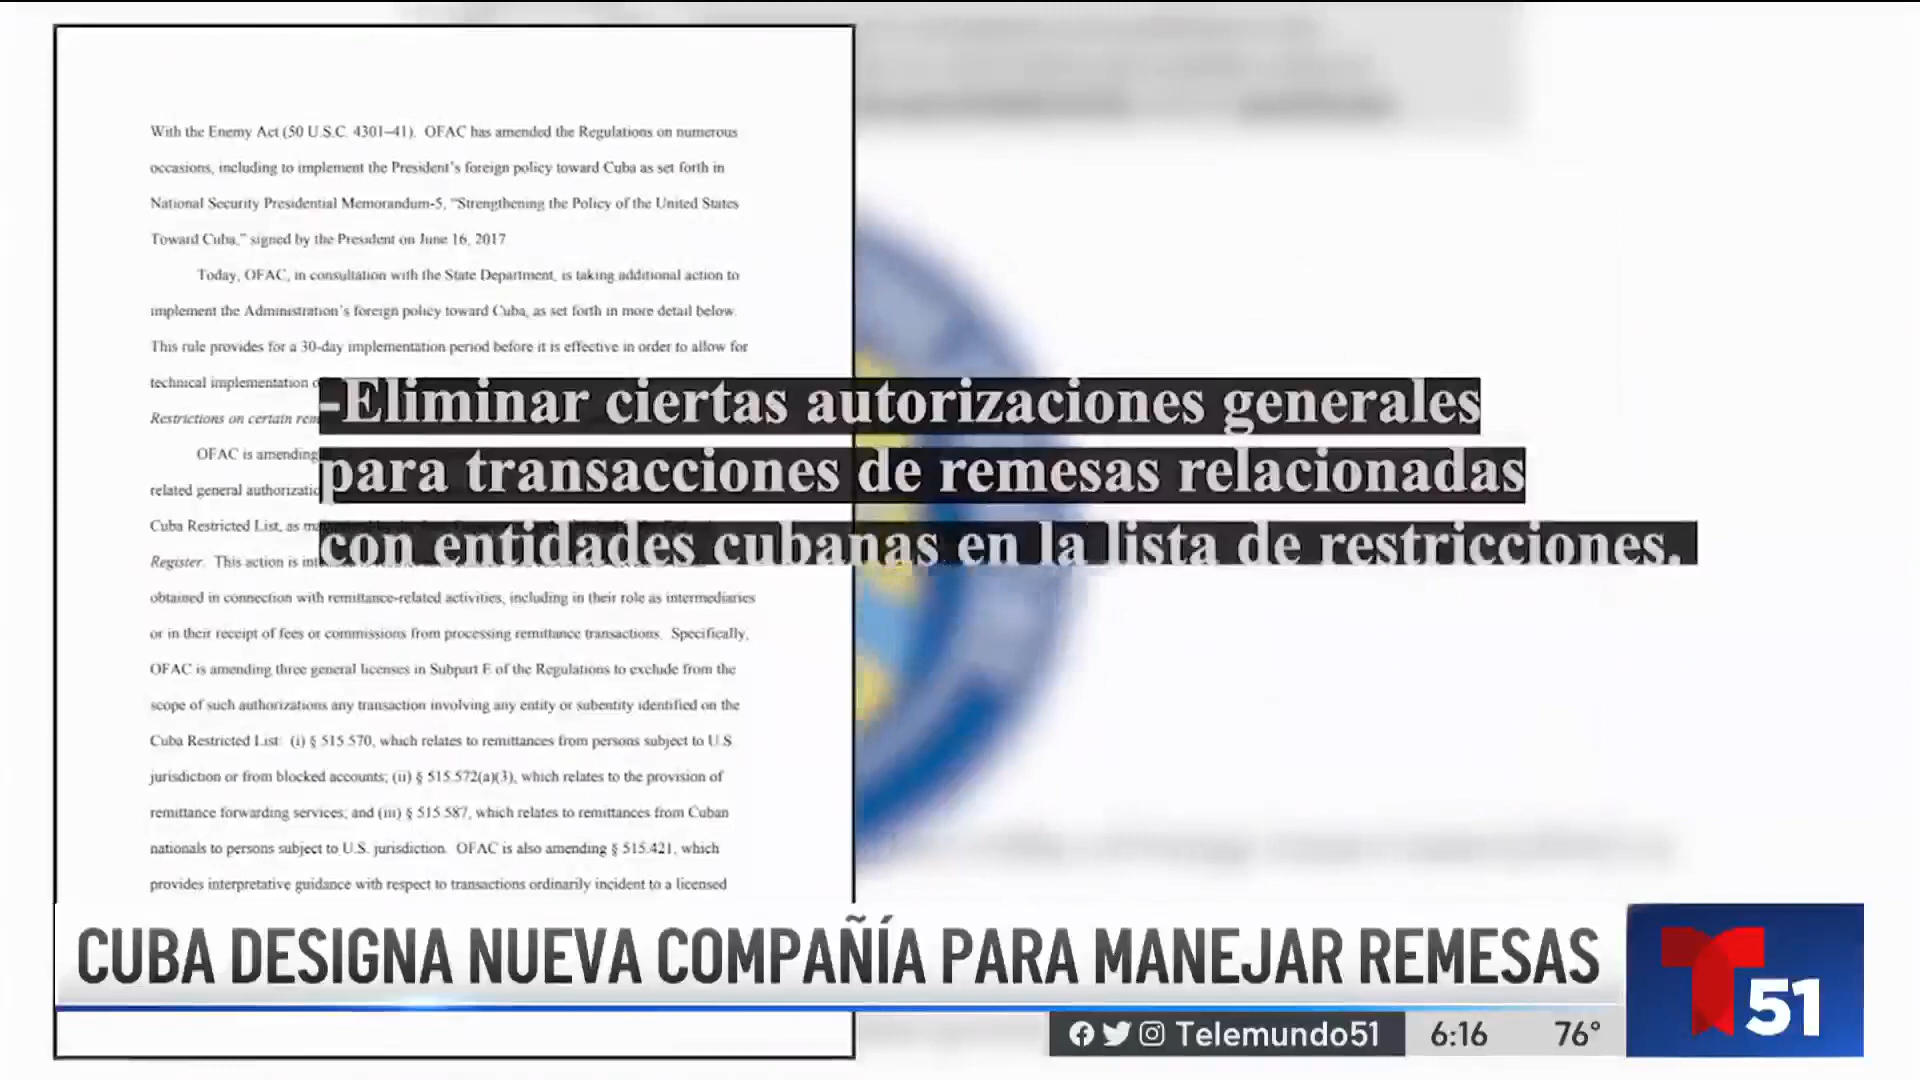 With the Enemy Act (50 U.S.C. 4301–41). OFAC has amended the Regulations on numerous
occasions, including to implement the President's foreign policy toward Cuba as set forth in
National Security Presidential Memorandum-5, “Strengthening the Policy of the United States
Toward Cuba,” signed by the President on June 16, 2017
Today, OFAC, in consultation with the State Department, is taking additional action to
implement the Administration's foreign policy toward Cuba, as set forth in more detail below.
This rule provides for a 30-day implementation period before it is effective in order to allow for
technical implementation
Restrictions on certain
OFAC is amending
related general
Cuba Restricted List, as
Register. This action is
-Eliminar ciertas autorizaciones generales
para transacciones de remesas relacionadas
con entidades cubanas en la lista de restricciones.
obtained in connection with remittance-related activities, including in their role as intermediaries
or in their receipt of fees or commissions from processing remittance transactions. Specifically,
OFAC is amending three general licenses in Subpart E of the Regulations to exclude from the
scope of such authorizations any transaction involving any entity or subentity identified on the
Cuba Restricted List: (i) § 515.570, which relates to remittances from persons subject to U.S.
jurisdiction or from blocked accounts; (ii) § 515.572(a)(3), which relates to the provision of
remittance forwarding services; and (iii) § 515.587, which relates to remittances from Cuban
nationals to persons subject to U.S. jurisdiction. OFAC is also amending § 515.421, which
provides interpretative guidance with respect to transactions ordinarily incident to a licensed
CUBA DESIGNA NUEVA COMPAÑÍA PARA MANEJAR REMESAS
51
Telemundo51 6:16 76°